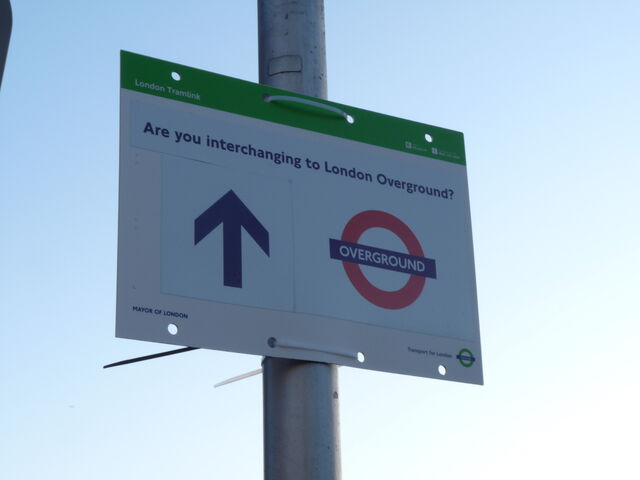 London Tramlink
Are you interchanging to London Overground?
OVERGROUND
MAYOR OF LONDON
Transport for London